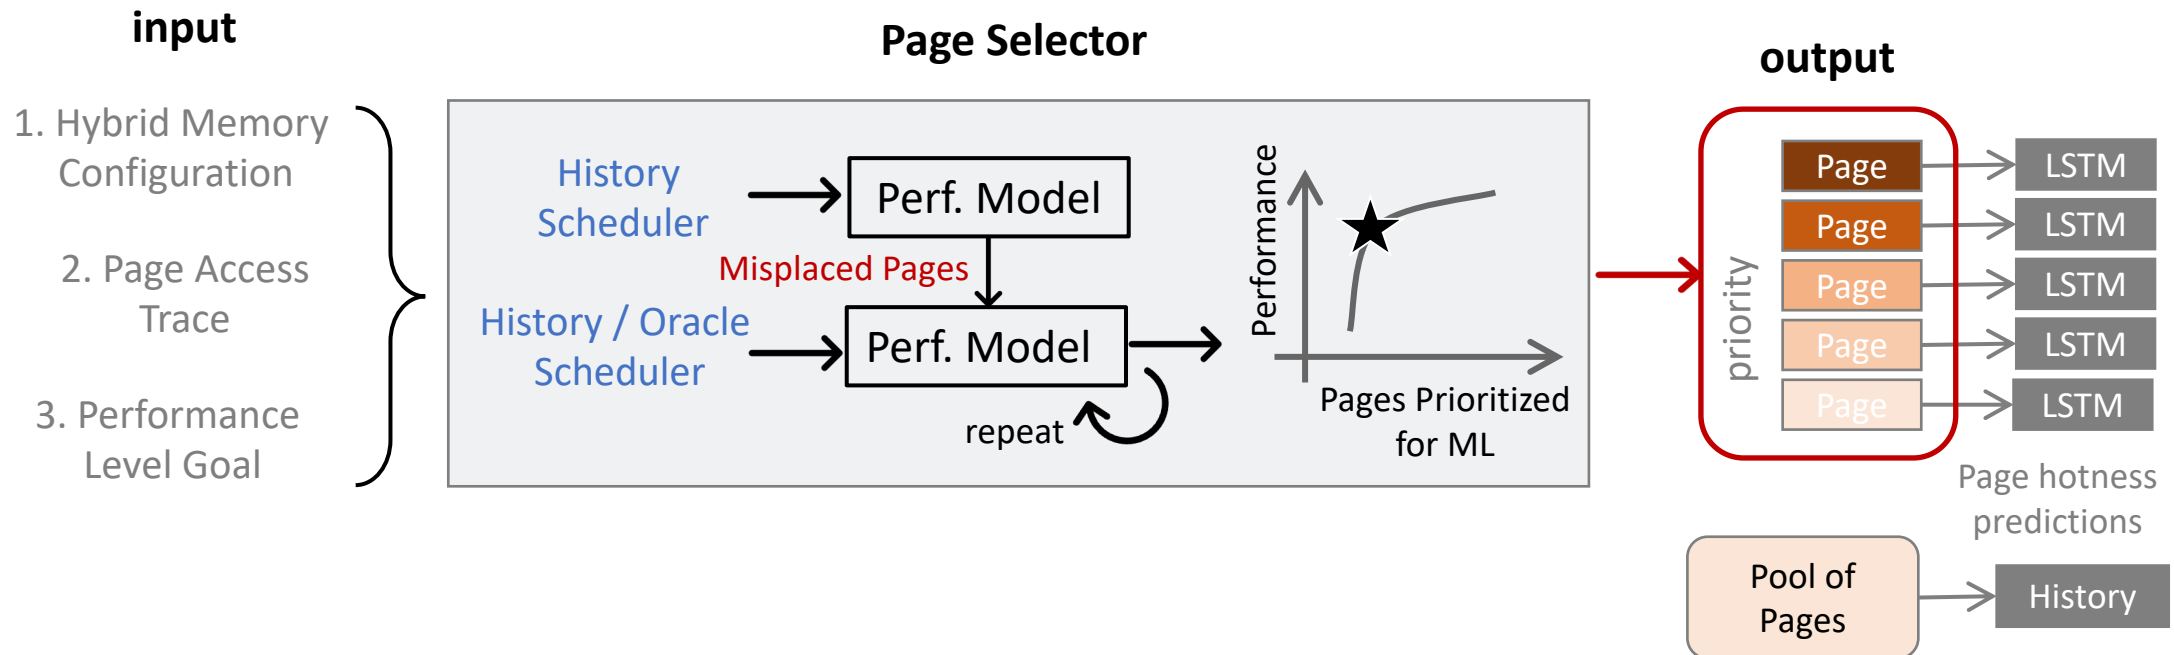 input
1. Hybrid Memory
Configuration
2. Page Access
Trace
3. Performance
Level Goal
Page Selector
History
Scheduler
Perf. Model
Misplaced Pages
History / Oracle
Scheduler
Perf. Model
repeat
Performance
Pages Prioritized
for ML
output
priority
Page
LSTM
Page
LSTM
Page
LSTM
Page
LSTM
Page
LSTM
Page hotness
predictions
Pool of
Pages
History